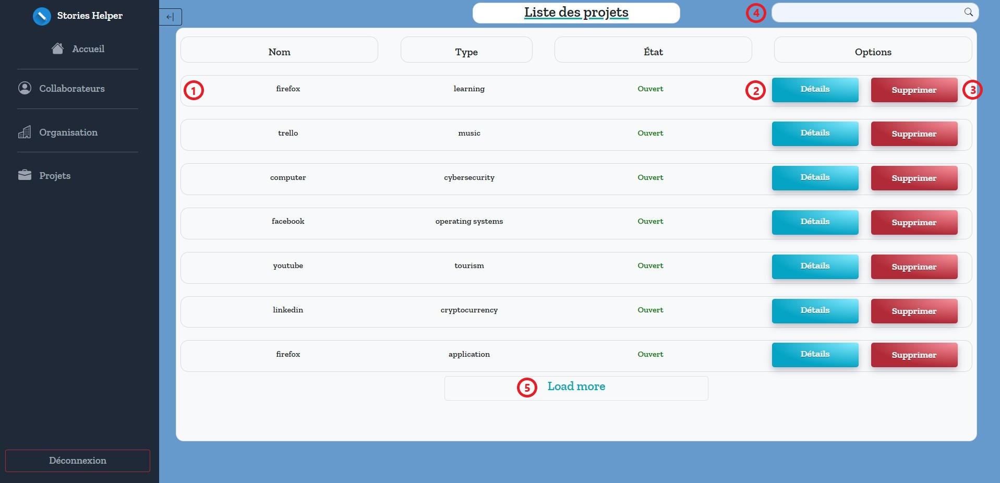 Stories Helper
←|
Liste des projets
4
Accueil
Nom Type État Options
Collaborateurs
1 firefox learning Ouvert 2 Détails Supprimer 3
Organisation
trello music Ouvert Détails Supprimer
Projets
computer cybersecurity Ouvert Détails Supprimer
facebook operating systems Ouvert Détails Supprimer
youtube tourism Ouvert Détails Supprimer
linkedin cryptocurrency Ouvert Détails Supprimer
firefox application Ouvert Détails Supprimer
5 Load more
Déconnexion